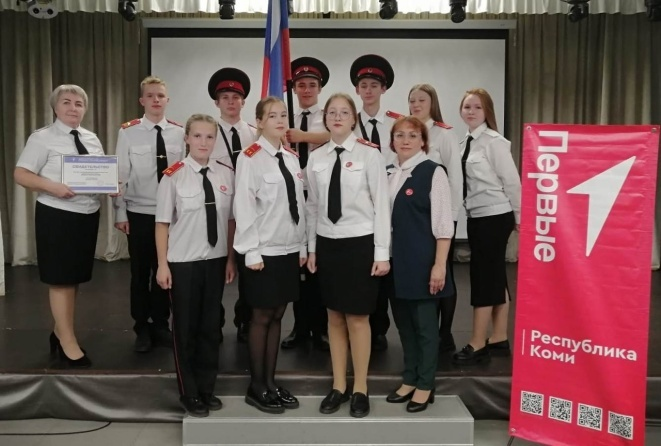 Первые
Республика
Коми